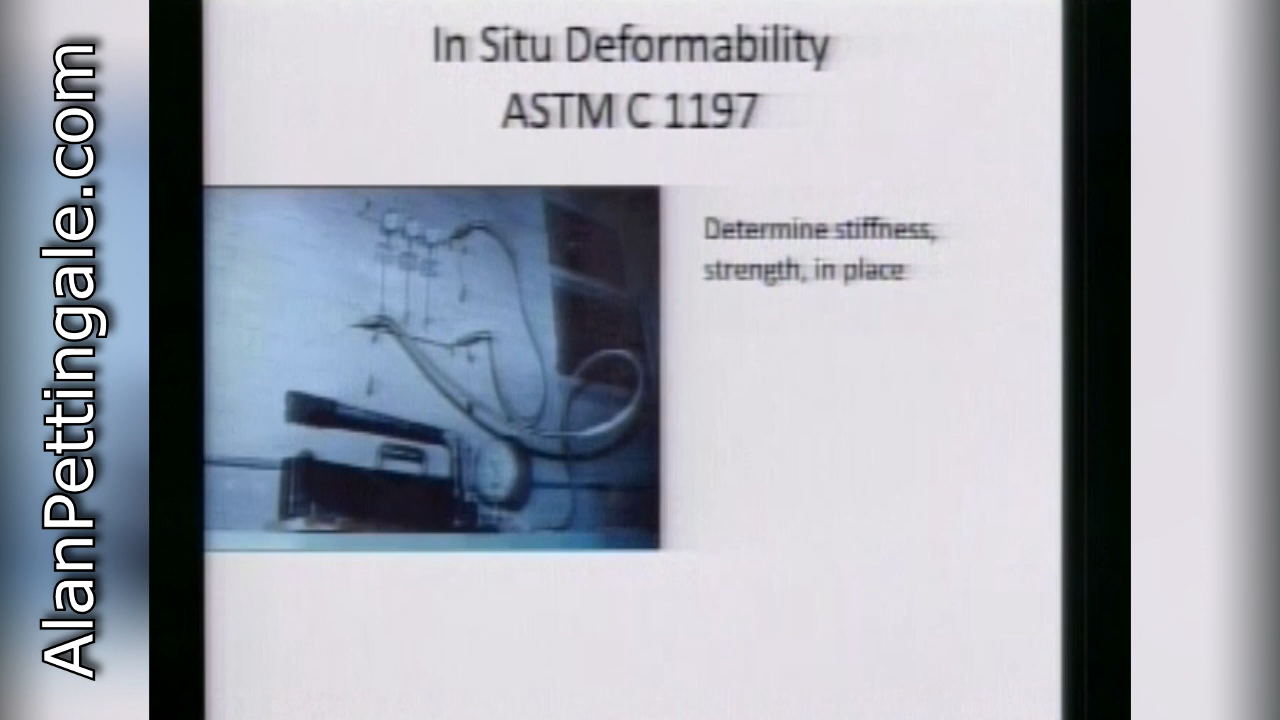 In Situ Deformability
ASTM C 1197
Determine stiffness,
strength, in place
AlanPettingale.com